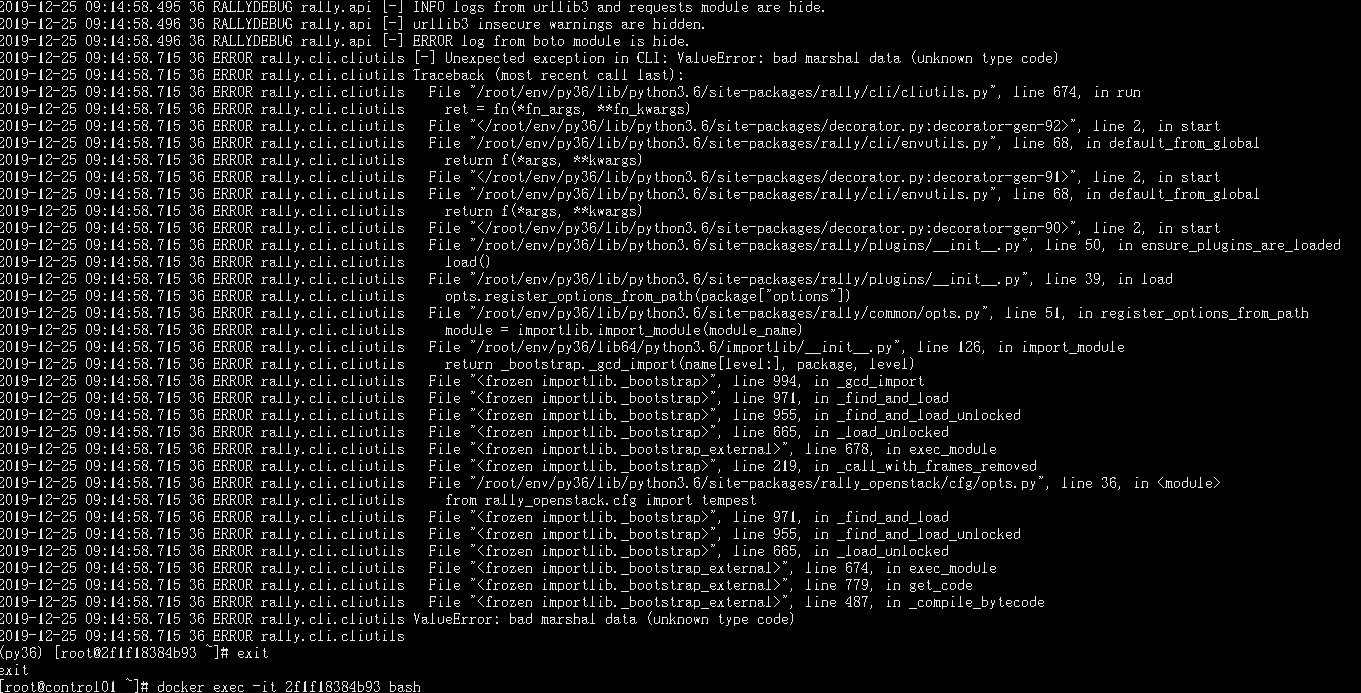 2019-12-25 09:14:58.495 36 RALLYDEBUG rally.api [-] INFO logs from urllib3 and requests module are hide.
2019-12-25 09:14:58.496 36 RALLYDEBUG rally.api [-] urllib3 insecure warnings are hidden.
2019-12-25 09:14:58.496 36 RALLYDEBUG rally.api [-] ERROR log from boto module is hide.
2019-12-25 09:14:58.715 36 ERROR rally.cli.cliutils [-] Unexpected exception in CLI: ValueError: bad marshal data (unknown type code)
2019-12-25 09:14:58.715 36 ERROR rally.cli.cliutils Traceback (most recent call last):
2019-12-25 09:14:58.715 36 ERROR rally.cli.cliutils   File "/root/env/py36/lib/python3.6/site-packages/rally/cli/cliutils.py", line 674, in run
2019-12-25 09:14:58.715 36 ERROR rally.cli.cliutils     ret = fn(*fn_args, **fn_kwargs)
2019-12-25 09:14:58.715 36 ERROR rally.cli.cliutils   File "</root/env/py36/lib/python3.6/site-packages/decorator.py:decorator-gen-92>", line 2, in start
2019-12-25 09:14:58.715 36 ERROR rally.cli.cliutils   File "/root/env/py36/lib/python3.6/site-packages/rally/cli/envutils.py", line 68, in default_from_global
2019-12-25 09:14:58.715 36 ERROR rally.cli.cliutils     return f(*args, **kwargs)
2019-12-25 09:14:58.715 36 ERROR rally.cli.cliutils   File "</root/env/py36/lib/python3.6/site-packages/decorator.py:decorator-gen-91>", line 2, in start
2019-12-25 09:14:58.715 36 ERROR rally.cli.cliutils   File "/root/env/py36/lib/python3.6/site-packages/rally/cli/envutils.py", line 68, in default_from_global
2019-12-25 09:14:58.715 36 ERROR rally.cli.cliutils     return f(*args, **kwargs)
2019-12-25 09:14:58.715 36 ERROR rally.cli.cliutils   File "</root/env/py36/lib/python3.6/site-packages/decorator.py:decorator-gen-90>", line 2, in start
2019-12-25 09:14:58.715 36 ERROR rally.cli.cliutils   File "/root/env/py36/lib/python3.6/site-packages/rally/plugins/__init__.py", line 50, in ensure_plugins_are_loaded
2019-12-25 09:14:58.715 36 ERROR rally.cli.cliutils     load()
2019-12-25 09:14:58.715 36 ERROR rally.cli.cliutils   File "/root/env/py36/lib/python3.6/site-packages/rally/plugins/__init__.py", line 39, in load
2019-12-25 09:14:58.715 36 ERROR rally.cli.cliutils     opts.register_options_from_path(package["options"])
2019-12-25 09:14:58.715 36 ERROR rally.cli.cliutils   File "/root/env/py36/lib/python3.6/site-packages/rally/common/opts.py", line 51, in register_options_from_path
2019-12-25 09:14:58.715 36 ERROR rally.cli.cliutils     module = importlib.import_module(module_name)
2019-12-25 09:14:58.715 36 ERROR rally.cli.cliutils   File "/root/env/py36/lib64/python3.6/importlib/__init__.py", line 126, in import_module
2019-12-25 09:14:58.715 36 ERROR rally.cli.cliutils     return _bootstrap._gcd_import(name[level:], package, level)
2019-12-25 09:14:58.715 36 ERROR rally.cli.cliutils   File "<frozen importlib._bootstrap>", line 994, in _gcd_import
2019-12-25 09:14:58.715 36 ERROR rally.cli.cliutils   File "<frozen importlib._bootstrap>", line 971, in _find_and_load
2019-12-25 09:14:58.715 36 ERROR rally.cli.cliutils   File "<frozen importlib._bootstrap>", line 955, in _find_and_load_unlocked
2019-12-25 09:14:58.715 36 ERROR rally.cli.cliutils   File "<frozen importlib._bootstrap>", line 665, in _load_unlocked
2019-12-25 09:14:58.715 36 ERROR rally.cli.cliutils   File "<frozen importlib._bootstrap_external>", line 678, in exec_module
2019-12-25 09:14:58.715 36 ERROR rally.cli.cliutils   File "<frozen importlib._bootstrap>", line 219, in _call_with_frames_removed
2019-12-25 09:14:58.715 36 ERROR rally.cli.cliutils   File "/root/env/py36/lib/python3.6/site-packages/rally_openstack/cfg/opts.py", line 36, in <module>
2019-12-25 09:14:58.715 36 ERROR rally.cli.cliutils     from rally_openstack.cfg import tempest
2019-12-25 09:14:58.715 36 ERROR rally.cli.cliutils   File "<frozen importlib._bootstrap>", line 971, in _find_and_load
2019-12-25 09:14:58.715 36 ERROR rally.cli.cliutils   File "<frozen importlib._bootstrap>", line 955, in _find_and_load_unlocked
2019-12-25 09:14:58.715 36 ERROR rally.cli.cliutils   File "<frozen importlib._bootstrap>", line 665, in _load_unlocked
2019-12-25 09:14:58.715 36 ERROR rally.cli.cliutils   File "<frozen importlib._bootstrap_external>", line 674, in exec_module
2019-12-25 09:14:58.715 36 ERROR rally.cli.cliutils   File "<frozen importlib._bootstrap_external>", line 779, in get_code
2019-12-25 09:14:58.715 36 ERROR rally.cli.cliutils   File "<frozen importlib._bootstrap_external>", line 487, in _compile_bytecode
2019-12-25 09:14:58.715 36 ERROR rally.cli.cliutils ValueError: bad marshal data (unknown type code)
2019-12-25 09:14:58.715 36 ERROR rally.cli.cliutils
(py36) [root@2f1f18384b93 ~]# exit
exit
[root@control01 ~]# docker exec -it 2f1f18384b93 bash